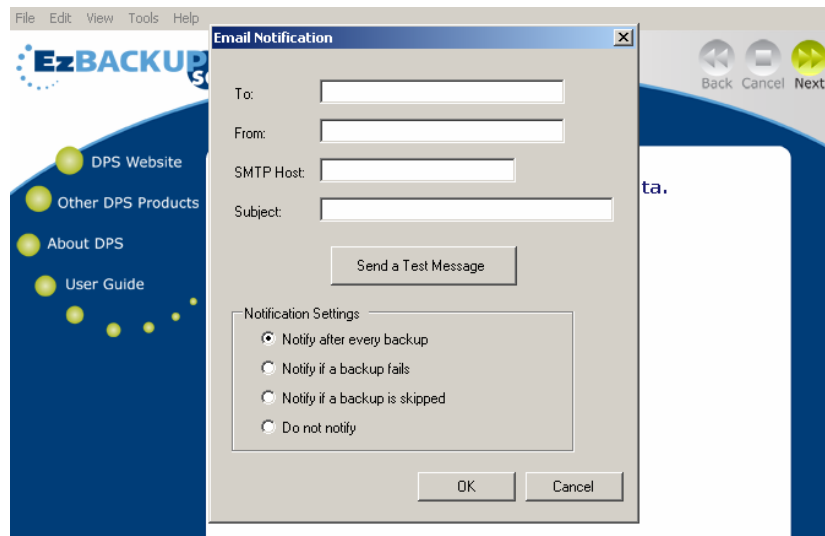 File Edit View Tools Help
Email Notification
EzBACKUP
Back Cancel Next
To:
From:
SMTP Host:
Subject:
Send a Test Message
Notification Settings
Notify after every backup
Notify if a backup fails
Notify if a backup is skipped
Do not notify
OK Cancel
DPS Website
Other DPS Products
About DPS
User Guide
ta.